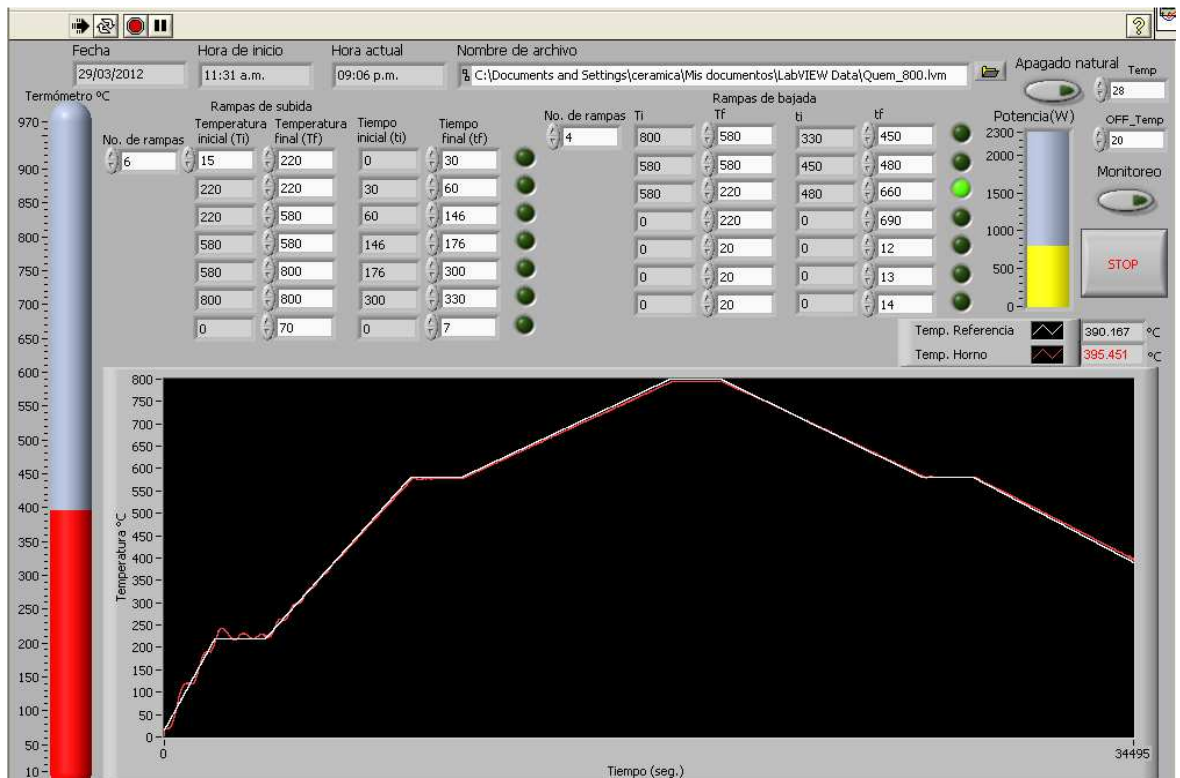 Fecha Hora de inicio Hora actual Nombre de archivo
29/03/2012 11:31 a.m. 09:06 p.m. C:\Documents and Settings\ceramica\Mis documentos\LabVIEW Data\Quem_800.lvm
Apagado natural Temp
28
OFF_Temp
20
Monitoreo
STOP
Potencia(W)
2300
2000
1500
1000
500
0
Termómetro ºC
70
900
850
800
750
700
650
600
550
500
450
400
350
300
250
200
150
100
50
10
Rampas de subida
No. de rampas Temperatura inicial (Ti) Temperatura final (Tf) Tiempo inicial (ti) Tiempo final (tf)
6 15 220 0 30
220 220 30 60
220 580 60 146
580 580 146 176
580 800 176 300
800 800 300 330
0 70 0 7
Rampas de bajada
No. de rampas Ti Tf ti tf
4 800 580 330 450
580 580 450 480
580 220 480 660
0 220 0 690
0 20 0 12
0 20 0 13
0 20 0 14
Temp. Referencia 390.167 ºC
Temp. Horno 395.451 ºC
Temperatura ºC
800
750
700
650
600
550
500
450
400
350
300
250
200
150
100
50
0
0 34495
Tiempo (seg.)